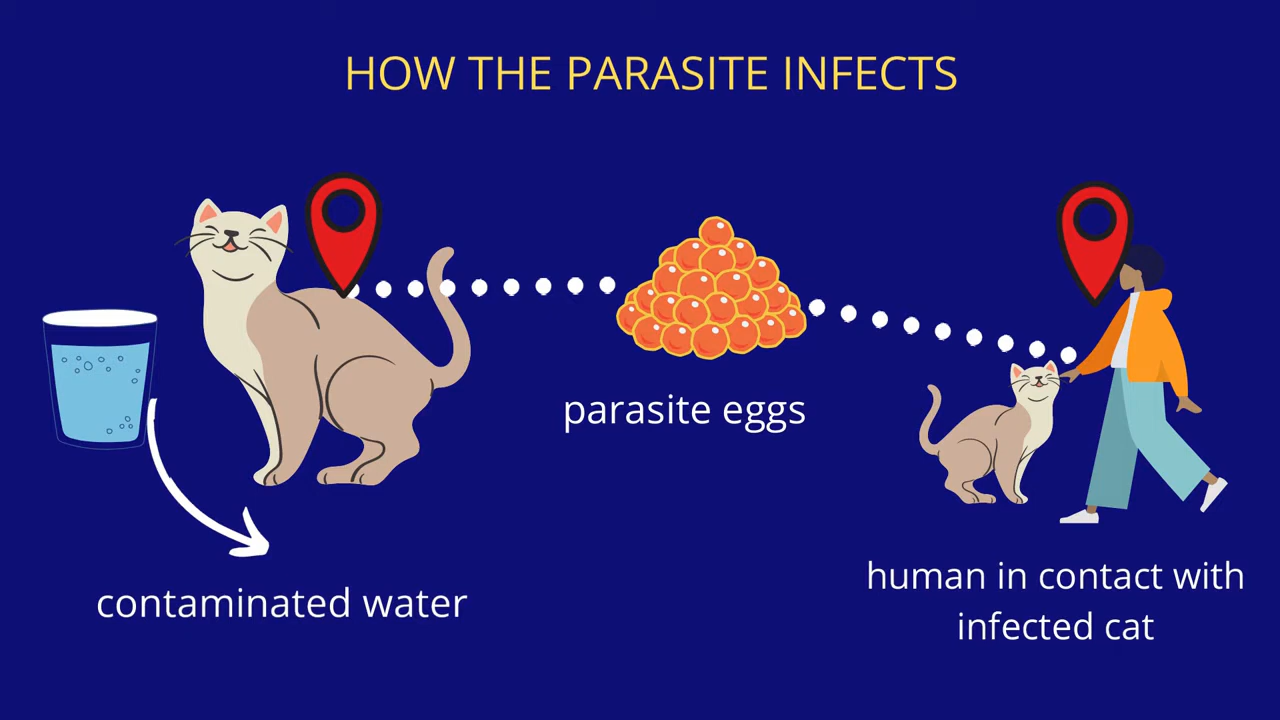 HOW THE PARASITE INFECTS
parasite eggs
contaminated water
human in contact with
infected cat